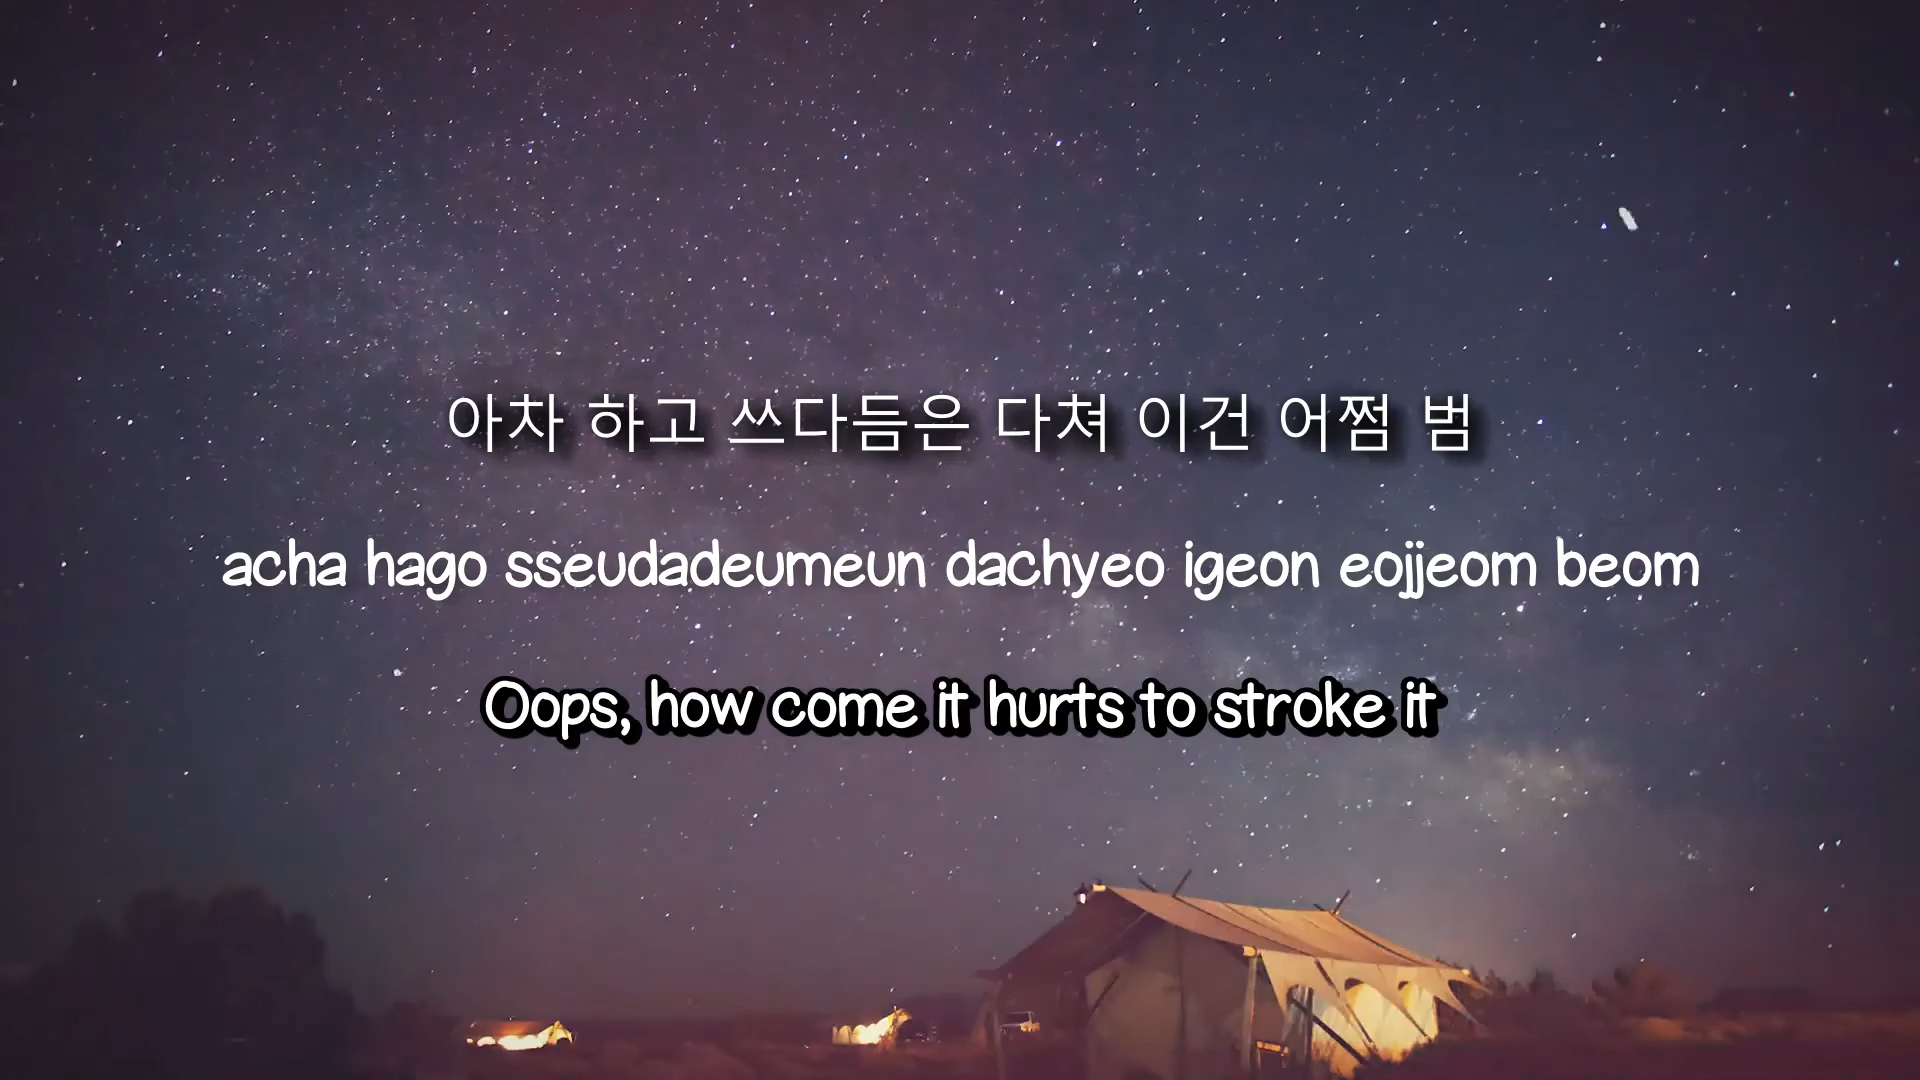 아차 하고 쓰다듬은 다쳐 이건 어쩜 범
acha hago sseudadeumeun dachyeo igeon eojjeom beom
Oops, how come it hurts to stroke it